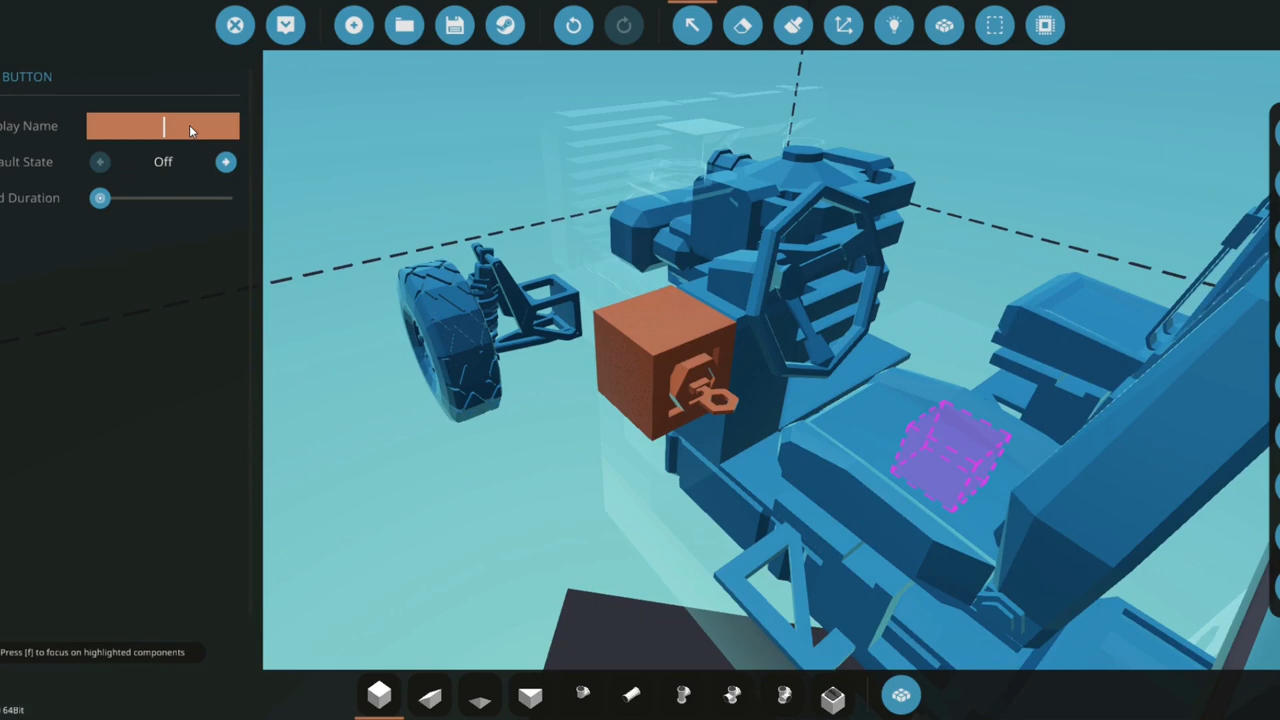 BUTTON
play Name
ault State
Off
d Duration
Press [f] to focus on highlighted components
64Bit